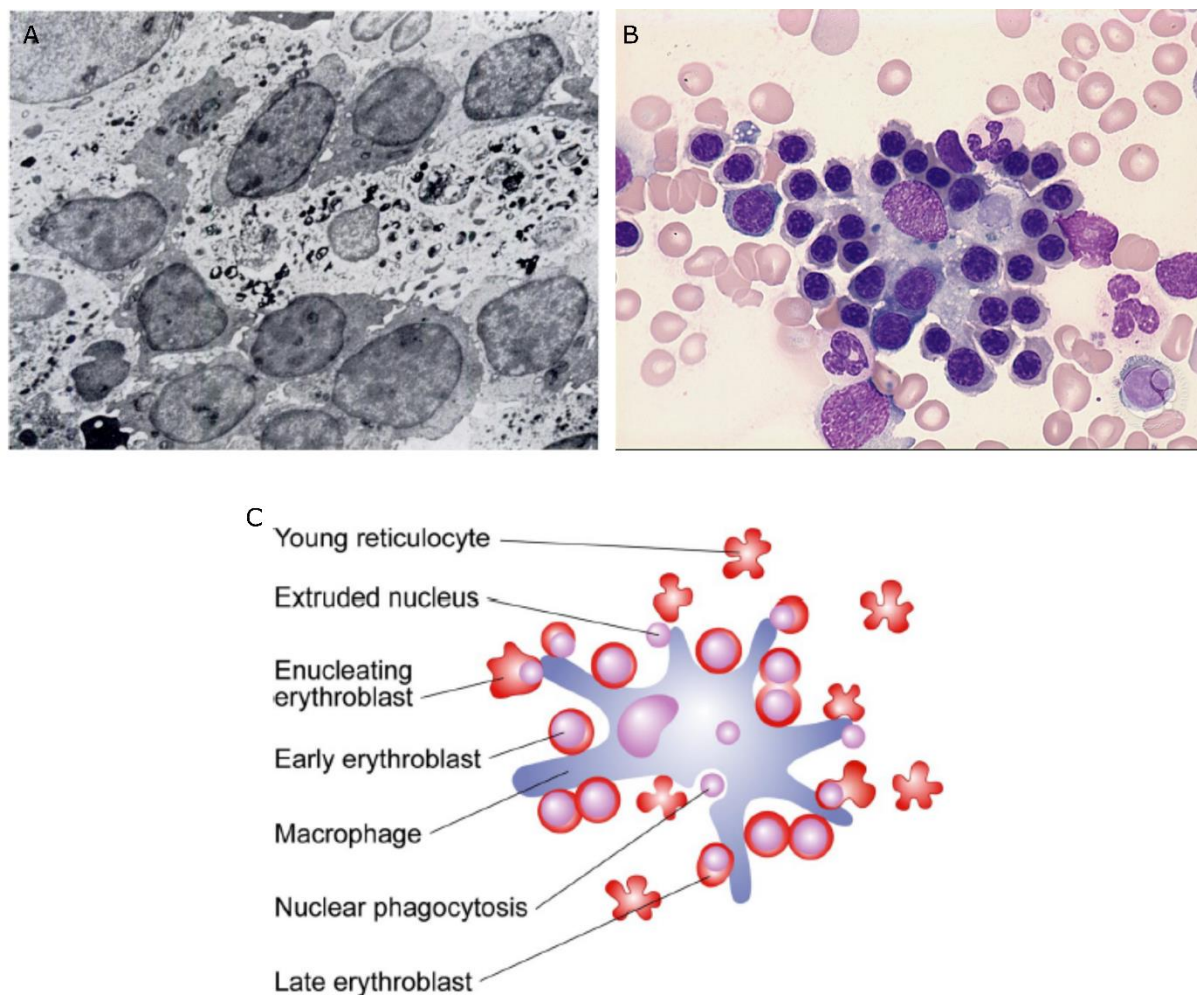 A
B
C
Young reticulocyte
Extruded nucleus
Enucleating
erythroblast
Early erythroblast
Macrophage
Nuclear phagocytosis
Late erythroblast